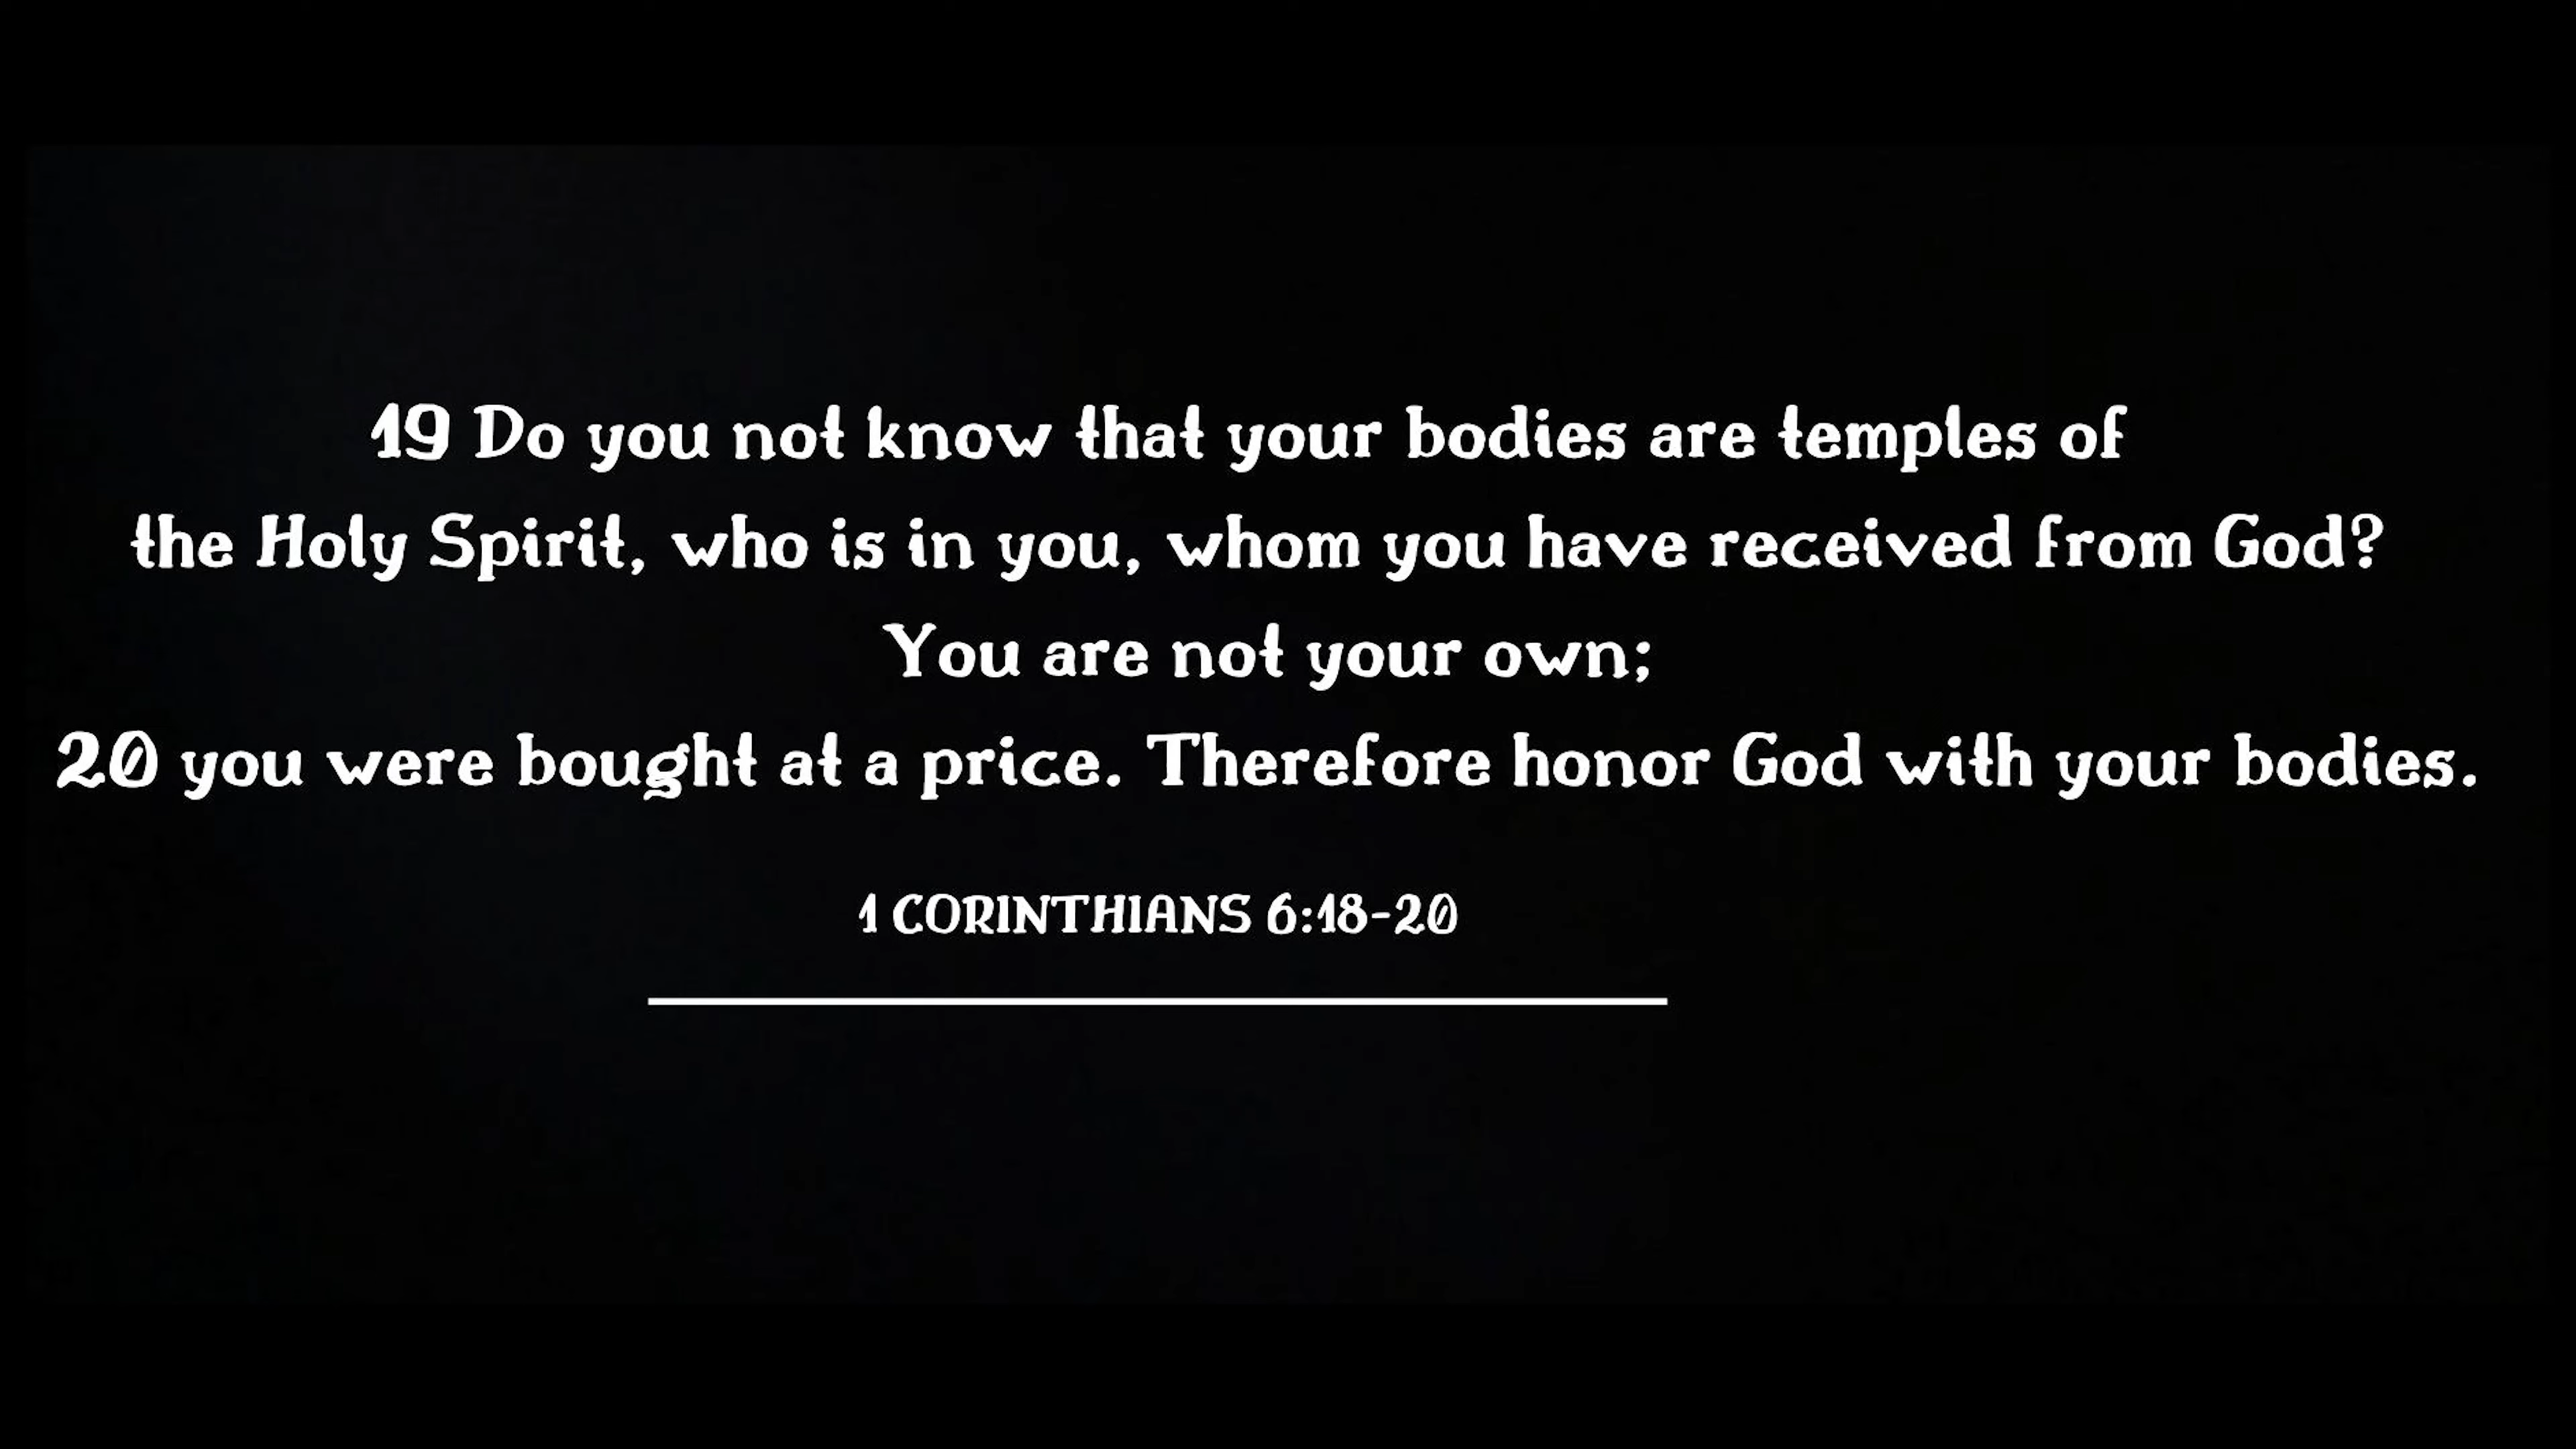 19 Do you not know that your bodies are temples of
the Holy Spirit, who is in you, whom you have received from God?
You are not your own;
20 you were bought at a price. Therefore honor God with your bodies.
1 CORINTHIANS 6:18-20